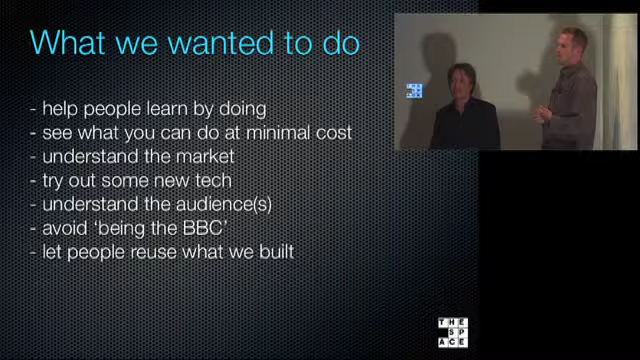 What we wanted to do
- help people learn by doing
- see what you can do at minimal cost
- understand the market
- try out some new tech
- understand the audience(s)
- avoid 'being the BBC'
- let people reuse what we built
THE
SP
ACE